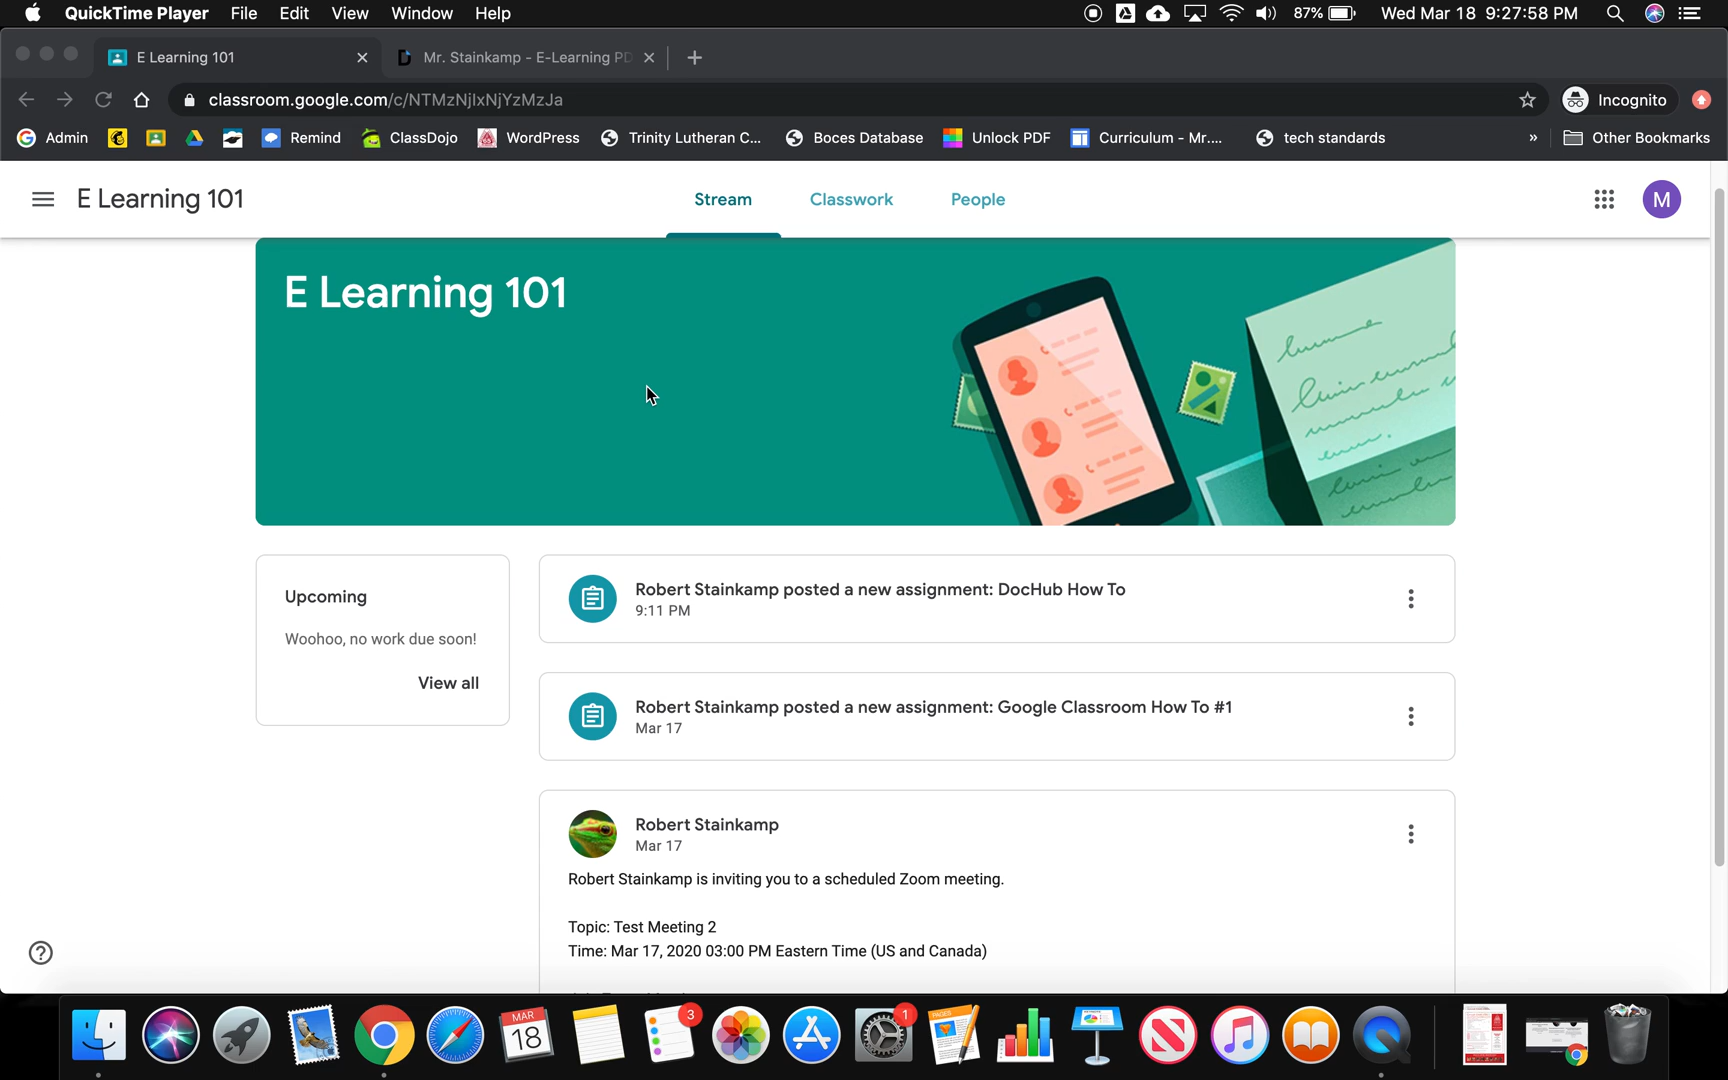 QuickTime Player File Edit View Window Help 87% Wed Mar 18 9:27:58 PM
E Learning 101 Mr. Stainkamp - E-Learning PD
classroom.google.com/c/NTMzNjIxNjYzMzJa Incognito
Admin Remind ClassDojo WordPress Trinity Lutheran C... Boces Database Unlock PDF Curriculum - Mr.... tech standards » Other Bookmarks
E Learning 101 Stream Classwork People M
E Learning 101
Upcoming
Woohoo, no work due soon!
View all
Robert Stainkamp posted a new assignment: DocHub How To
9:11 PM
Robert Stainkamp posted a new assignment: Google Classroom How To #1
Mar 17
Robert Stainkamp
Mar 17
Robert Stainkamp is inviting you to a scheduled Zoom meeting.
Topic: Test Meeting 2
Time: Mar 17, 2020 03:00 PM Eastern Time (US and Canada)
MAR
18
3
1
PAGES